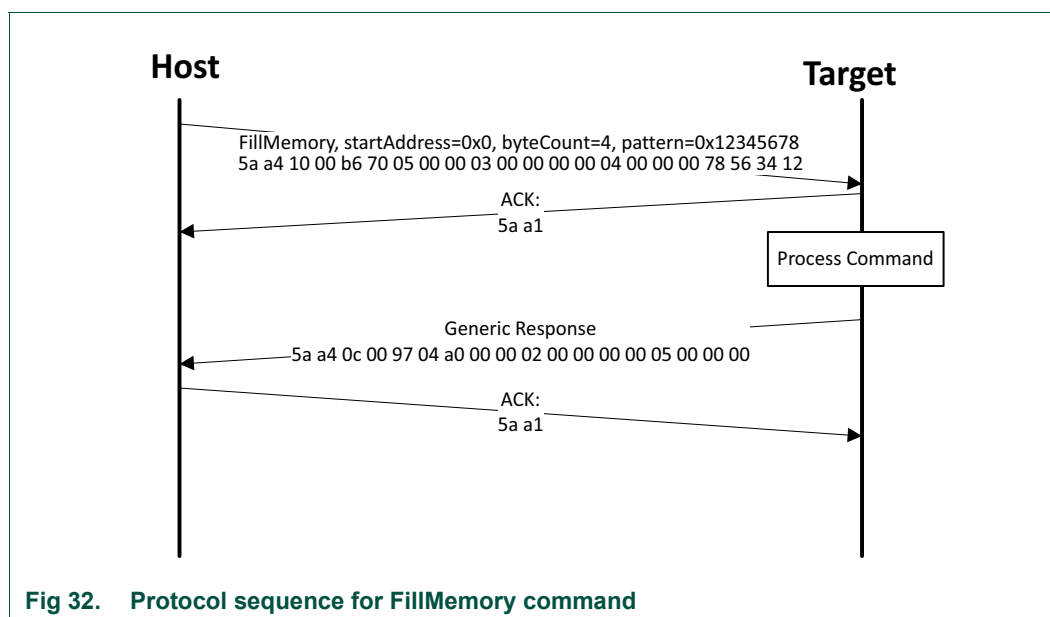 Host
Target
FillMemory, startAddress=0x0, byteCount=4, pattern=0x12345678
5a a4 10 00 b6 70 05 00 00 03 00 00 00 00 04 00 00 00 78 56 34 12
ACK:
5a a1
Process Command
Generic Response
5a a4 0c 00 97 04 a0 00 00 02 00 00 00 00 05 00 00 00
ACK:
5a a1
Fig 32. Protocol sequence for FillMemory command